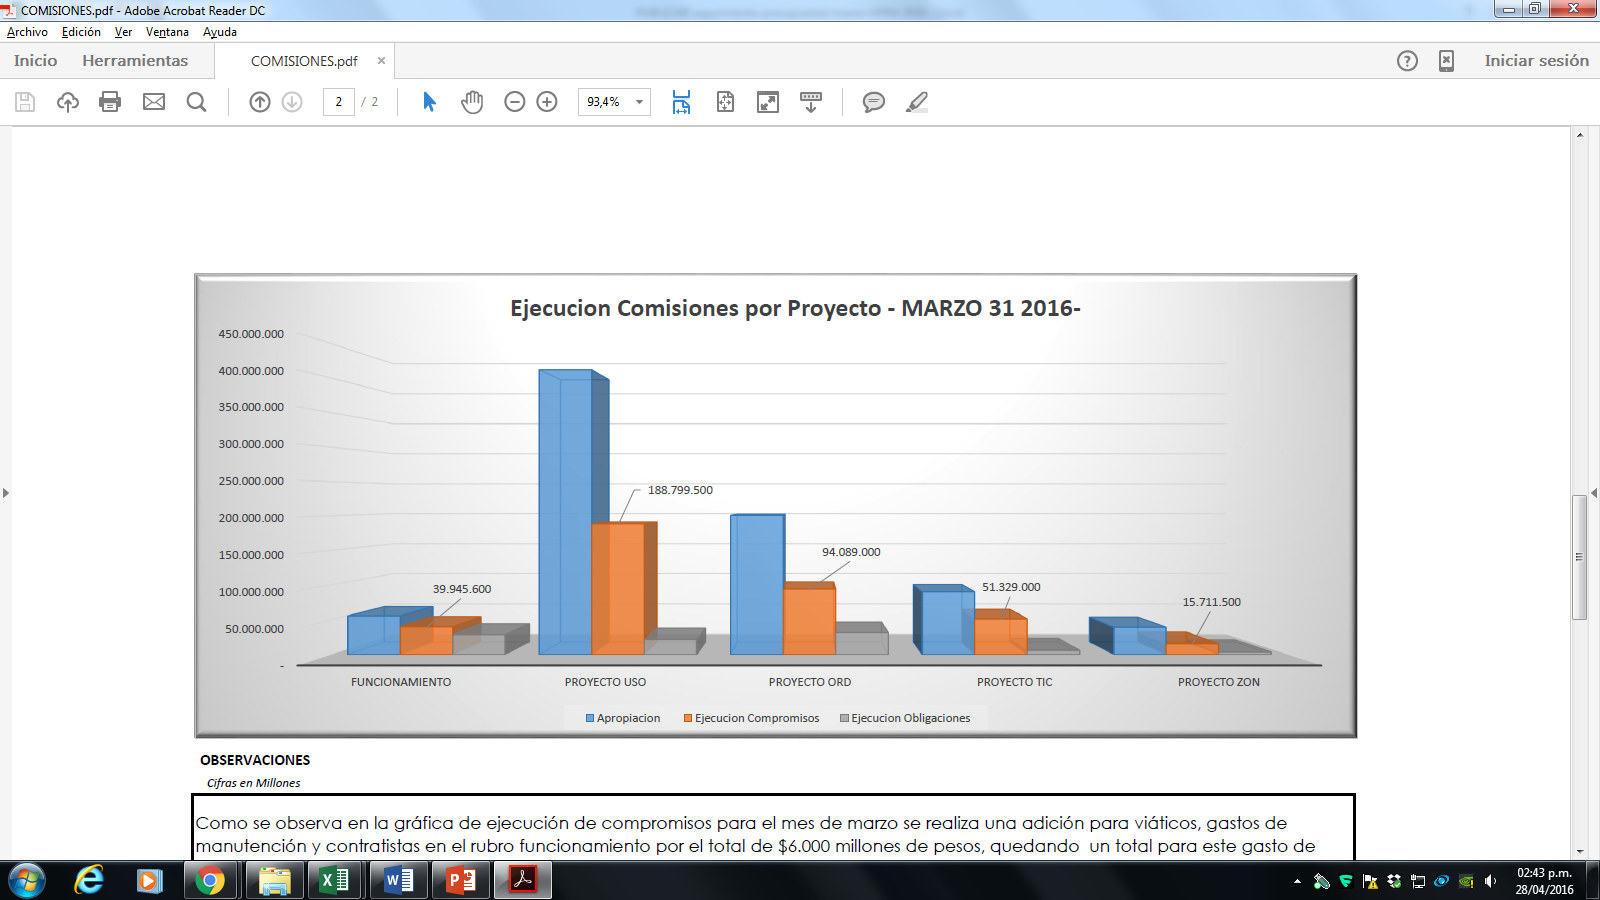 COMISIONES.pdf - Adobe Acrobat Reader DC
Archivo Edición Ver Ventana Ayuda
Inicio Herramientas COMISIONES.pdf × Iniciar sesión
2 / 2 93,4%
Ejecucion Comisiones por Proyecto - MARZO 31 2016-
450.000.000
400.000.000
350.000.000
300.000.000
250.000.000
200.000.000
150.000.000
100.000.000
50.000.000
-
39.945.600
188.799.500
94.089.000
51.329.000
15.711.500
FUNCIONAMIENTO PROYECTO USO PROYECTO ORD PROYECTO TIC PROYECTO ZON
Apropiacion Ejecucion Compromisos Ejecucion Obligaciones
OBSERVACIONES
Cifras en Millones
Como se observa en la gráfica de ejecución de compromisos para el mes de marzo se realiza una adición para viáticos, gastos de
manutención y contratistas en el rubro funcionamiento por el total de $6.000 millones de pesos, quedando un total para este gasto de
02:43 p.m.
28/04/2016